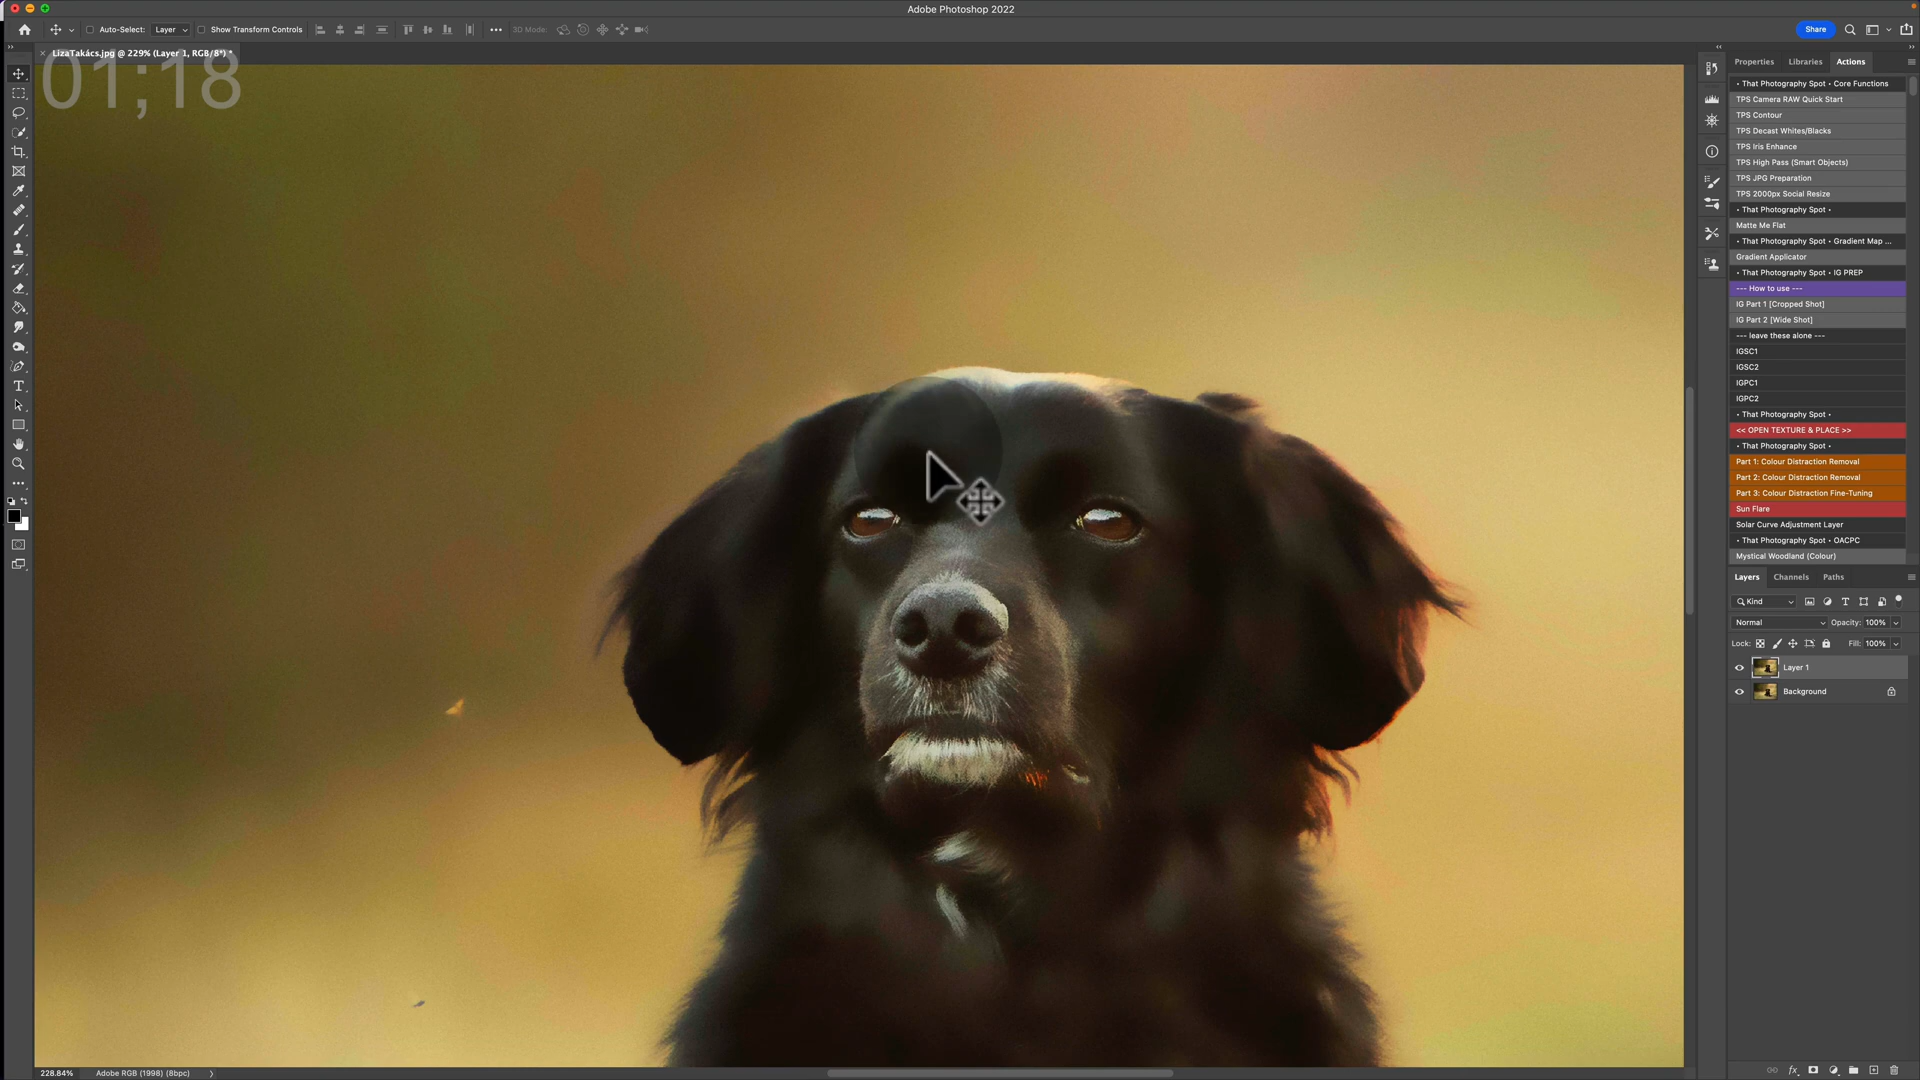 Adobe Photoshop 2022
Auto-Select: Layer Show Transform Controls 3D Mode: Share
LizaTakács.jpg @ 229% (Layer 1, RGB/8*) *
01;18
Properties Libraries Actions
• That Photography Spot • Core Functions
TPS Camera RAW Quick Start
TPS Contour
TPS Decast Whites/Blacks
TPS Iris Enhance
TPS High Pass (Smart Objects)
TPS JPG Preparation
TPS 2000px Social Resize
• That Photography Spot •
Matte Me Flat
• That Photography Spot • Gradient Map ...
Gradient Applicator
• That Photography Spot • IG PREP
--- How to use ---
IG Part 1 [Cropped Shot]
IG Part 2 [Wide Shot]
--- leave these alone ---
IGSC1
IGSC2
IGPC1
IGPC2
• That Photography Spot •
<< OPEN TEXTURE & PLACE >>
• That Photography Spot •
Part 1: Colour Distraction Removal
Part 2: Colour Distraction Removal
Part 3: Colour Distraction Fine-Tuning
Sun Flare
Solar Curve Adjustment Layer
• That Photography Spot • OACPC
Mystical Woodland (Colour)
Layers Channels Paths
Kind
Normal Opacity: 100%
Lock: Fill: 100%
Layer 1
Background
228.84% Adobe RGB (1998) (8bpc)